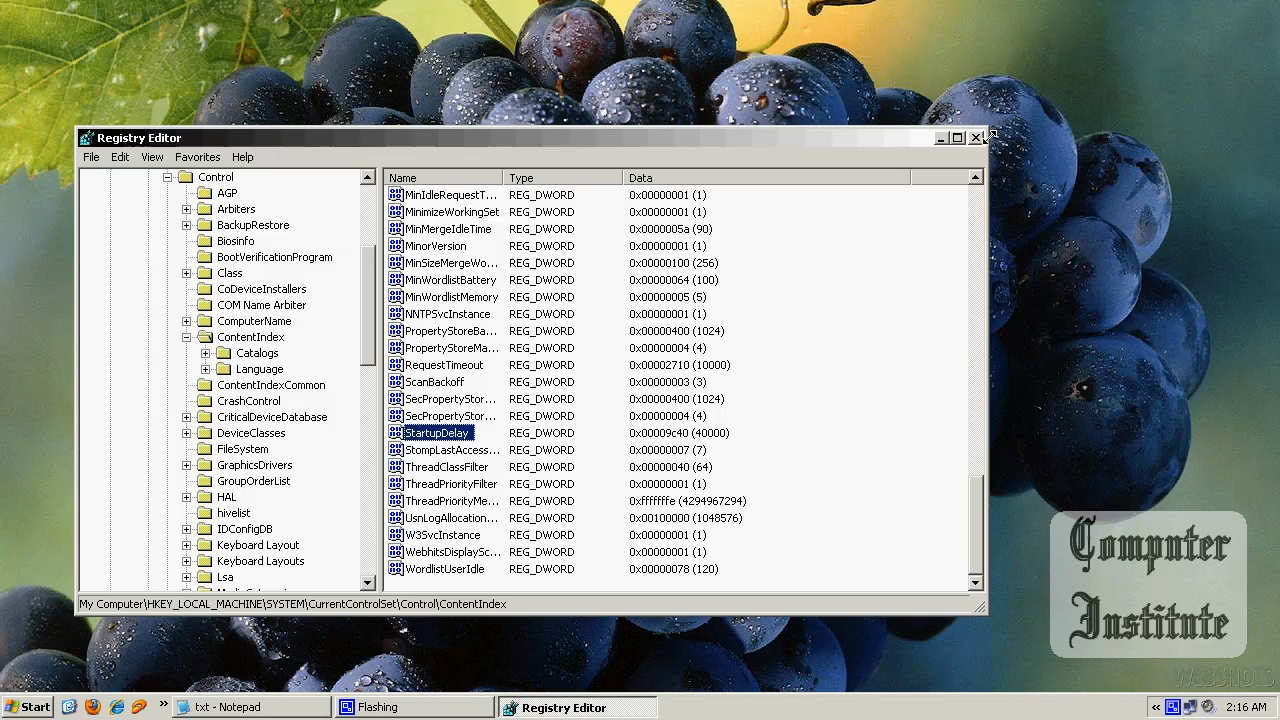 Registry Editor
File Edit View Favorites Help
Control
AGP
Arbiters
BackupRestore
Biosinfo
BootVerificationProgram
Class
CoDeviceInstallers
COM Name Arbiter
ComputerName
ContentIndex
Catalogs
Language
ContentIndexCommon
CrashControl
CriticalDeviceDatabase
DeviceClasses
FileSystem
GraphicsDrivers
GroupOrderList
HAL
hivelist
IDConfigDB
Keyboard Layout
Keyboard Layouts
Lsa
Name Type Data
MinIdleRequestT... REG_DWORD 0x00000001 (1)
MinimizeWorkingSet REG_DWORD 0x00000001 (1)
MinMergeIdleTime REG_DWORD 0x0000005a (90)
MinorVersion REG_DWORD 0x00000001 (1)
MinSizeMergeWo... REG_DWORD 0x00000100 (256)
MinWordlistBattery REG_DWORD 0x00000064 (100)
MinWordlistMemory REG_DWORD 0x00000005 (5)
NNTPSvcInstance REG_DWORD 0x00000001 (1)
PropertyStoreBa... REG_DWORD 0x00000400 (1024)
PropertyStoreMa... REG_DWORD 0x00000004 (4)
RequestTimeout REG_DWORD 0x00002710 (10000)
ScanBackoff REG_DWORD 0x00000003 (3)
SecPropertyStor... REG_DWORD 0x00000400 (1024)
SecPropertyStor... REG_DWORD 0x00000004 (4)
StartupDelay REG_DWORD 0x00009c40 (40000)
StompLastAccess... REG_DWORD 0x00000007 (7)
ThreadClassFilter REG_DWORD 0x00000040 (64)
ThreadPriorityFilter REG_DWORD 0x00000001 (1)
ThreadPriorityMe... REG_DWORD 0xfffffffe (4294967294)
UsnLogAllocation... REG_DWORD 0x00100000 (1048576)
W3SvcInstance REG_DWORD 0x00000001 (1)
WebhitsDisplaySc... REG_DWORD 0x00000001 (1)
WordlistUserIdle REG_DWORD 0x00000078 (120)
My Computer\HKEY_LOCAL_MACHINE\SYSTEM\CurrentControlSet\Control\ContentIndex
Computer
Institute
WEBSHOTS
Start txt - Notepad Flashing Registry Editor 2:16 AM